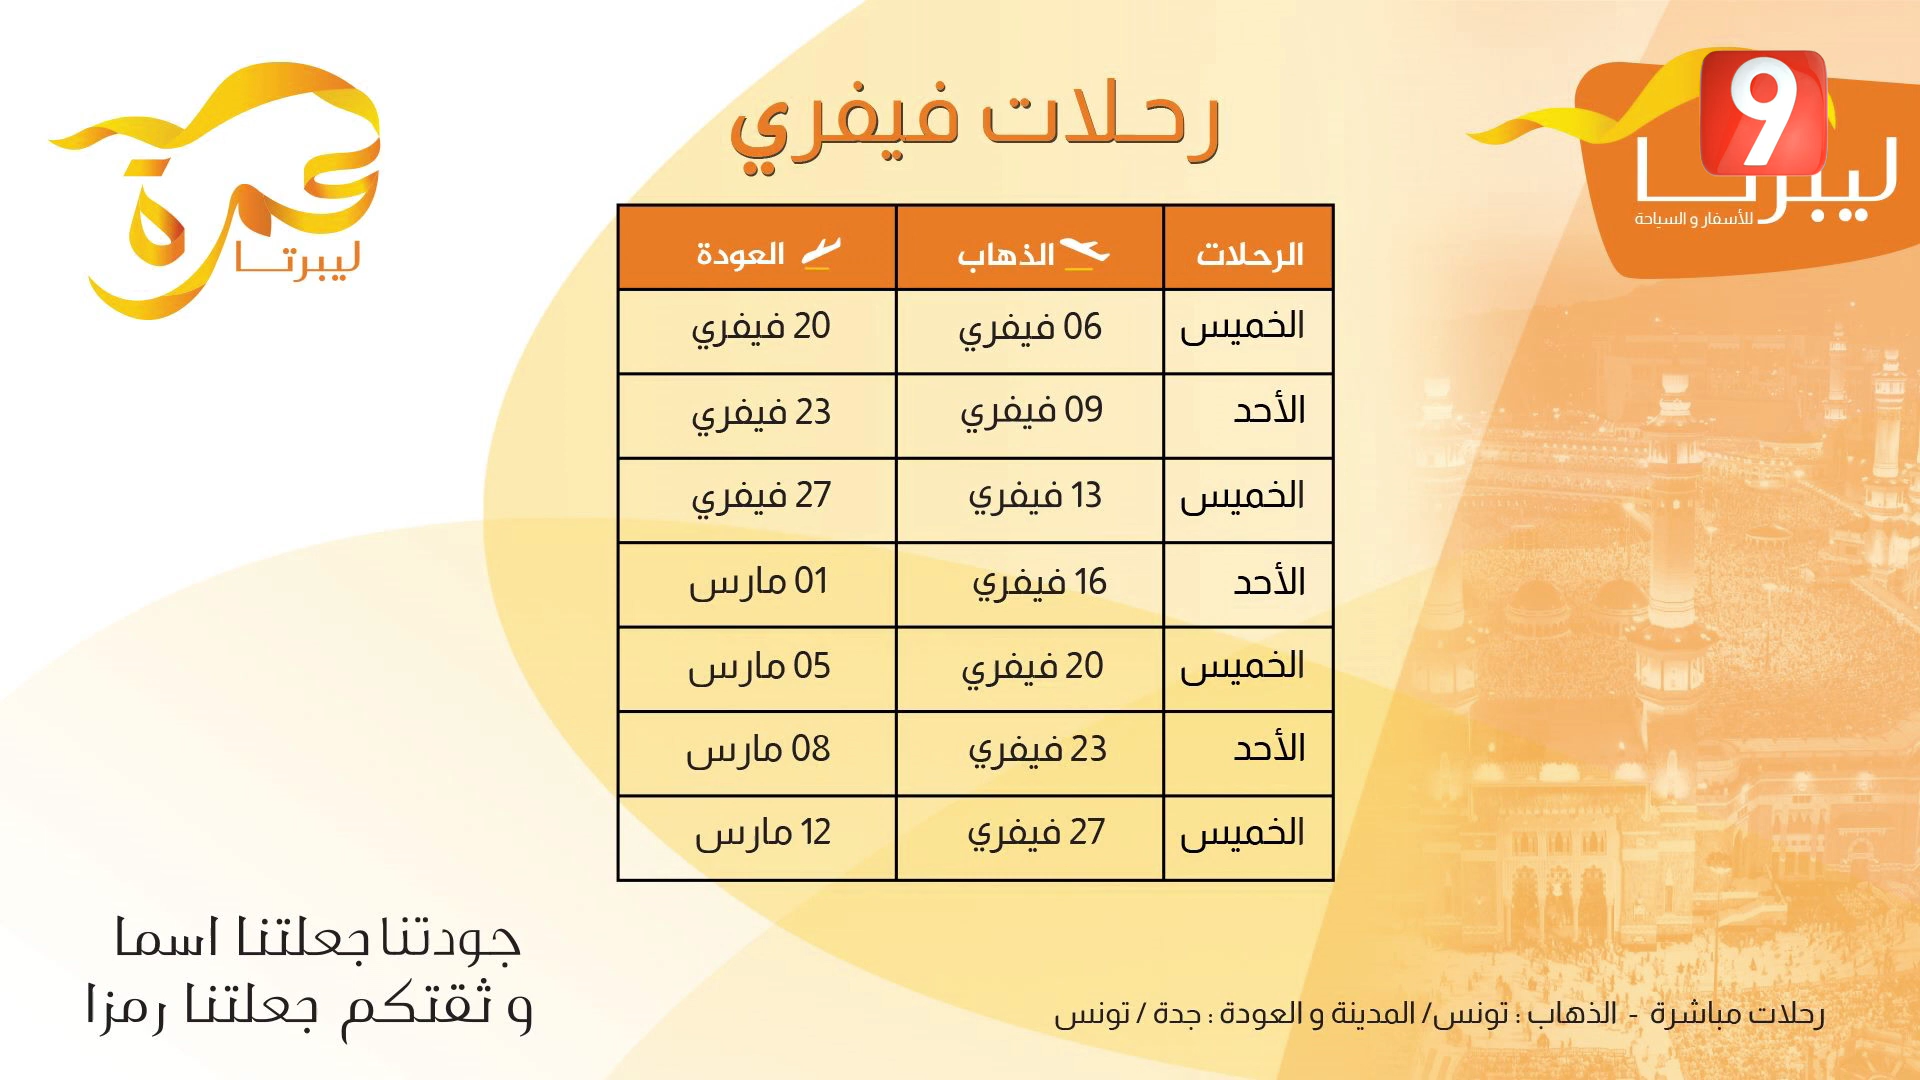 رحلات فيفري
عمرة
ليبرتا
9
ليبرتا
للأسفار و السياحة
الرحلات الذهاب العودة
الخميس 06 فيفري 20 فيفري
الأحد 09 فيفري 23 فيفري
الخميس 13 فيفري 27 فيفري
الأحد 16 فيفري 01 مارس
الخميس 20 فيفري 05 مارس
الأحد 23 فيفري 08 مارس
الخميس 27 فيفري 12 مارس
جودتنا جعلتنا اسما
و ثقتكم جعلتنا رمزا
رحلات مباشرة - الذهاب : تونس/ المدينة و العودة : جدة / تونس